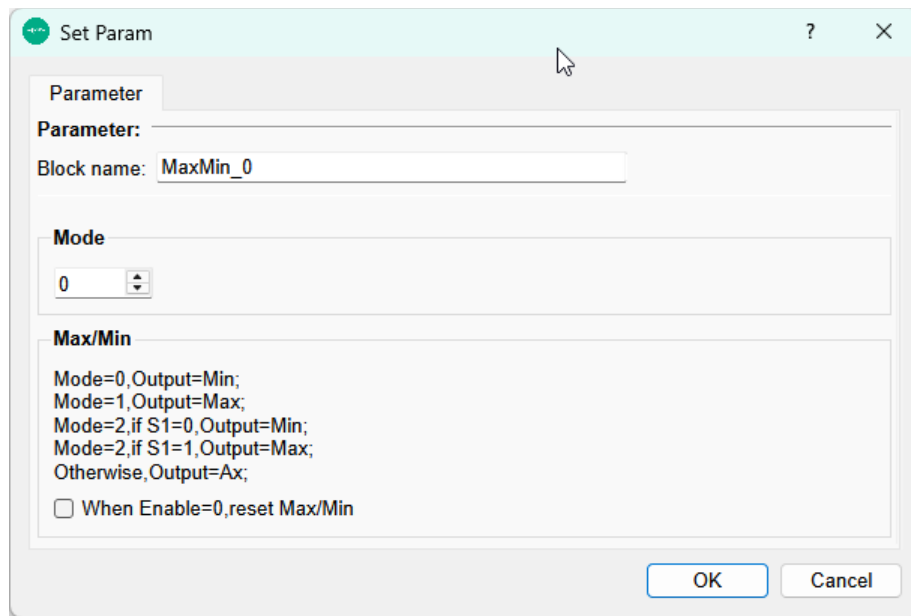 Set Param
?
Parameter
Parameter:
Block name: MaxMin_0
Mode
0
Max/Min
Mode=0,Output=Min;
Mode=1,Output=Max;
Mode=2,if S1=0,Output=Min;
Mode=2,if S1=1,Output=Max;
Otherwise,Output=Ax;
When Enable=0,reset Max/Min
OK Cancel